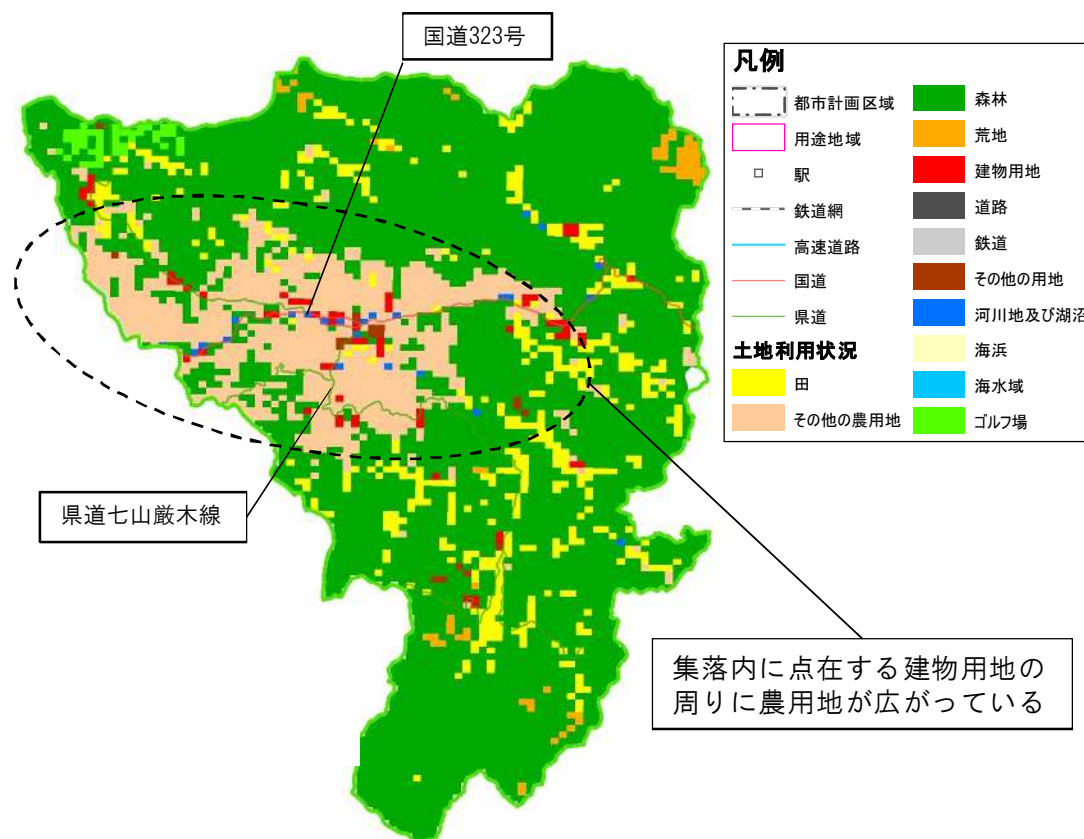 国道323号
凡例
都市計画区域
用途地域
駅
鉄道網
高速道路
国道
県道
土地利用状況
田
その他の農用地
森林
荒地
建物用地
道路
鉄道
その他の用地
河川地及び湖沼
海浜
海水域
ゴルフ場
県道七山厳木線
集落内に点在する建物用地の
周りに農用地が広がっている